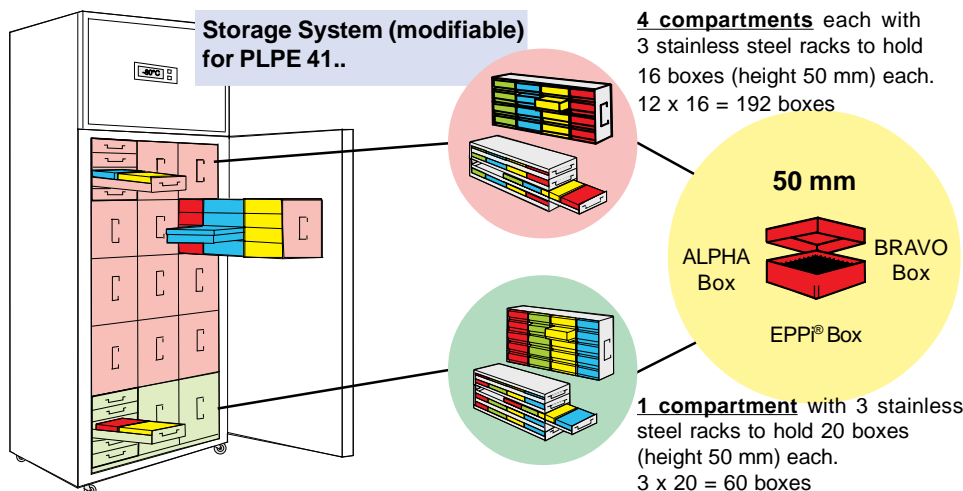 Storage System (modifiable)
for PLPE 41..
-80°C
4 compartments each with
3 stainless steel racks to hold
16 boxes (height 50 mm) each.
12 x 16 = 192 boxes
50 mm
ALPHA
Box
BRAVO
Box
EPPi® Box
1 compartment with 3 stainless
steel racks to hold 20 boxes
(height 50 mm) each.
3 x 20 = 60 boxes